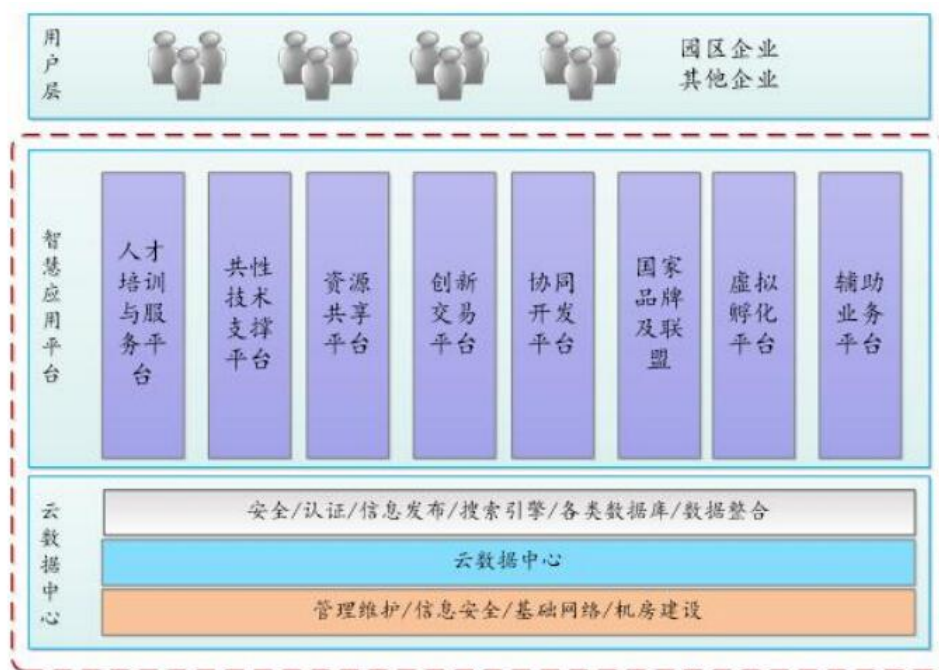 用
户
层
园区企业
其他企业
智
慧
应
用
平
台
人才
培训
与服
务平
台
共性
技术
支撑
平台
资源
共享
平台
创新
交易
平台
协同
开发
平台
国家
品牌
及联
盟
虚拟
孵化
平台
辅助
业务
平台
云
数
据
中
心
安全/认证/信息发布/搜索引擎/各类数据库/数据整合
云数据中心
管理维护/信息安全/基础网络/机房建设